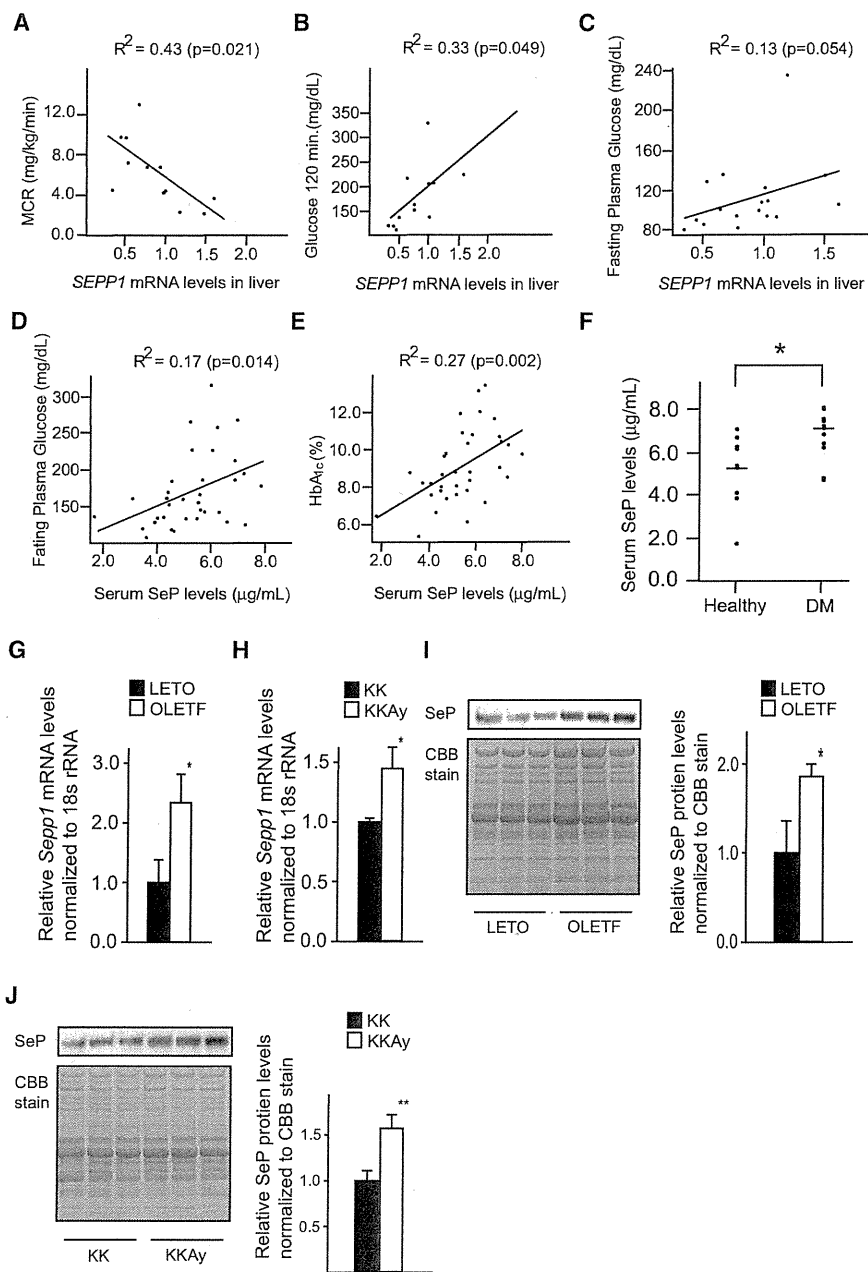 A
R2 = 0.43 (p=0.021)
MCR (mg/kg/min)
12.0
8.0
4.0
0.0
0.5 1.0 1.5 2.0
SEPP1 mRNA levels in liver
B
R2 = 0.33 (p=0.049)
Glucose 120 min.(mg/dL)
350
300
250
200
150
0.5 1.0 1.5 2.0
SEPP1 mRNA levels in liver
C
R2 = 0.13 (p=0.054)
Fasting Plasma Glucose (mg/dL)
240
200
160
120
80
0.5 1.0 1.5
SEPP1 mRNA levels in liver
D
R2 = 0.17 (p=0.014)
Fating Plasma Glucose (mg/dL)
300
250
200
150
2.0 4.0 6.0 8.0
Serum SeP levels (μg/mL)
E
R2 = 0.27 (p=0.002)
HbA1c(%)
12.0
10.0
8.0
6.0
2.0 4.0 6.0 8.0
Serum SeP levels (μg/mL)
F
*
Serum SeP levels (μg/mL)
8.0
6.0
4.0
2.0
0.0
Healthy DM
G
LETO
OLETF
Relative Sepp1 mRNA levels
normalized to 18s rRNA
3.0
2.0
1.0
0.0
*
H
KK
KKAy
Relative Sepp1 mRNA levels
normalized to 18s rRNA
1.5
1.0
0.5
0.0
*
I
SeP
CBB
stain
LETO OLETF
LETO
OLETF
Relative SeP protien levels
normalized to CBB stain
2.0
1.0
0.0
*
J
SeP
CBB
stain
KK KKAy
KK
KKAy
Relative SeP protien levels
normalized to CBB stain
1.5
1.0
0.5
**